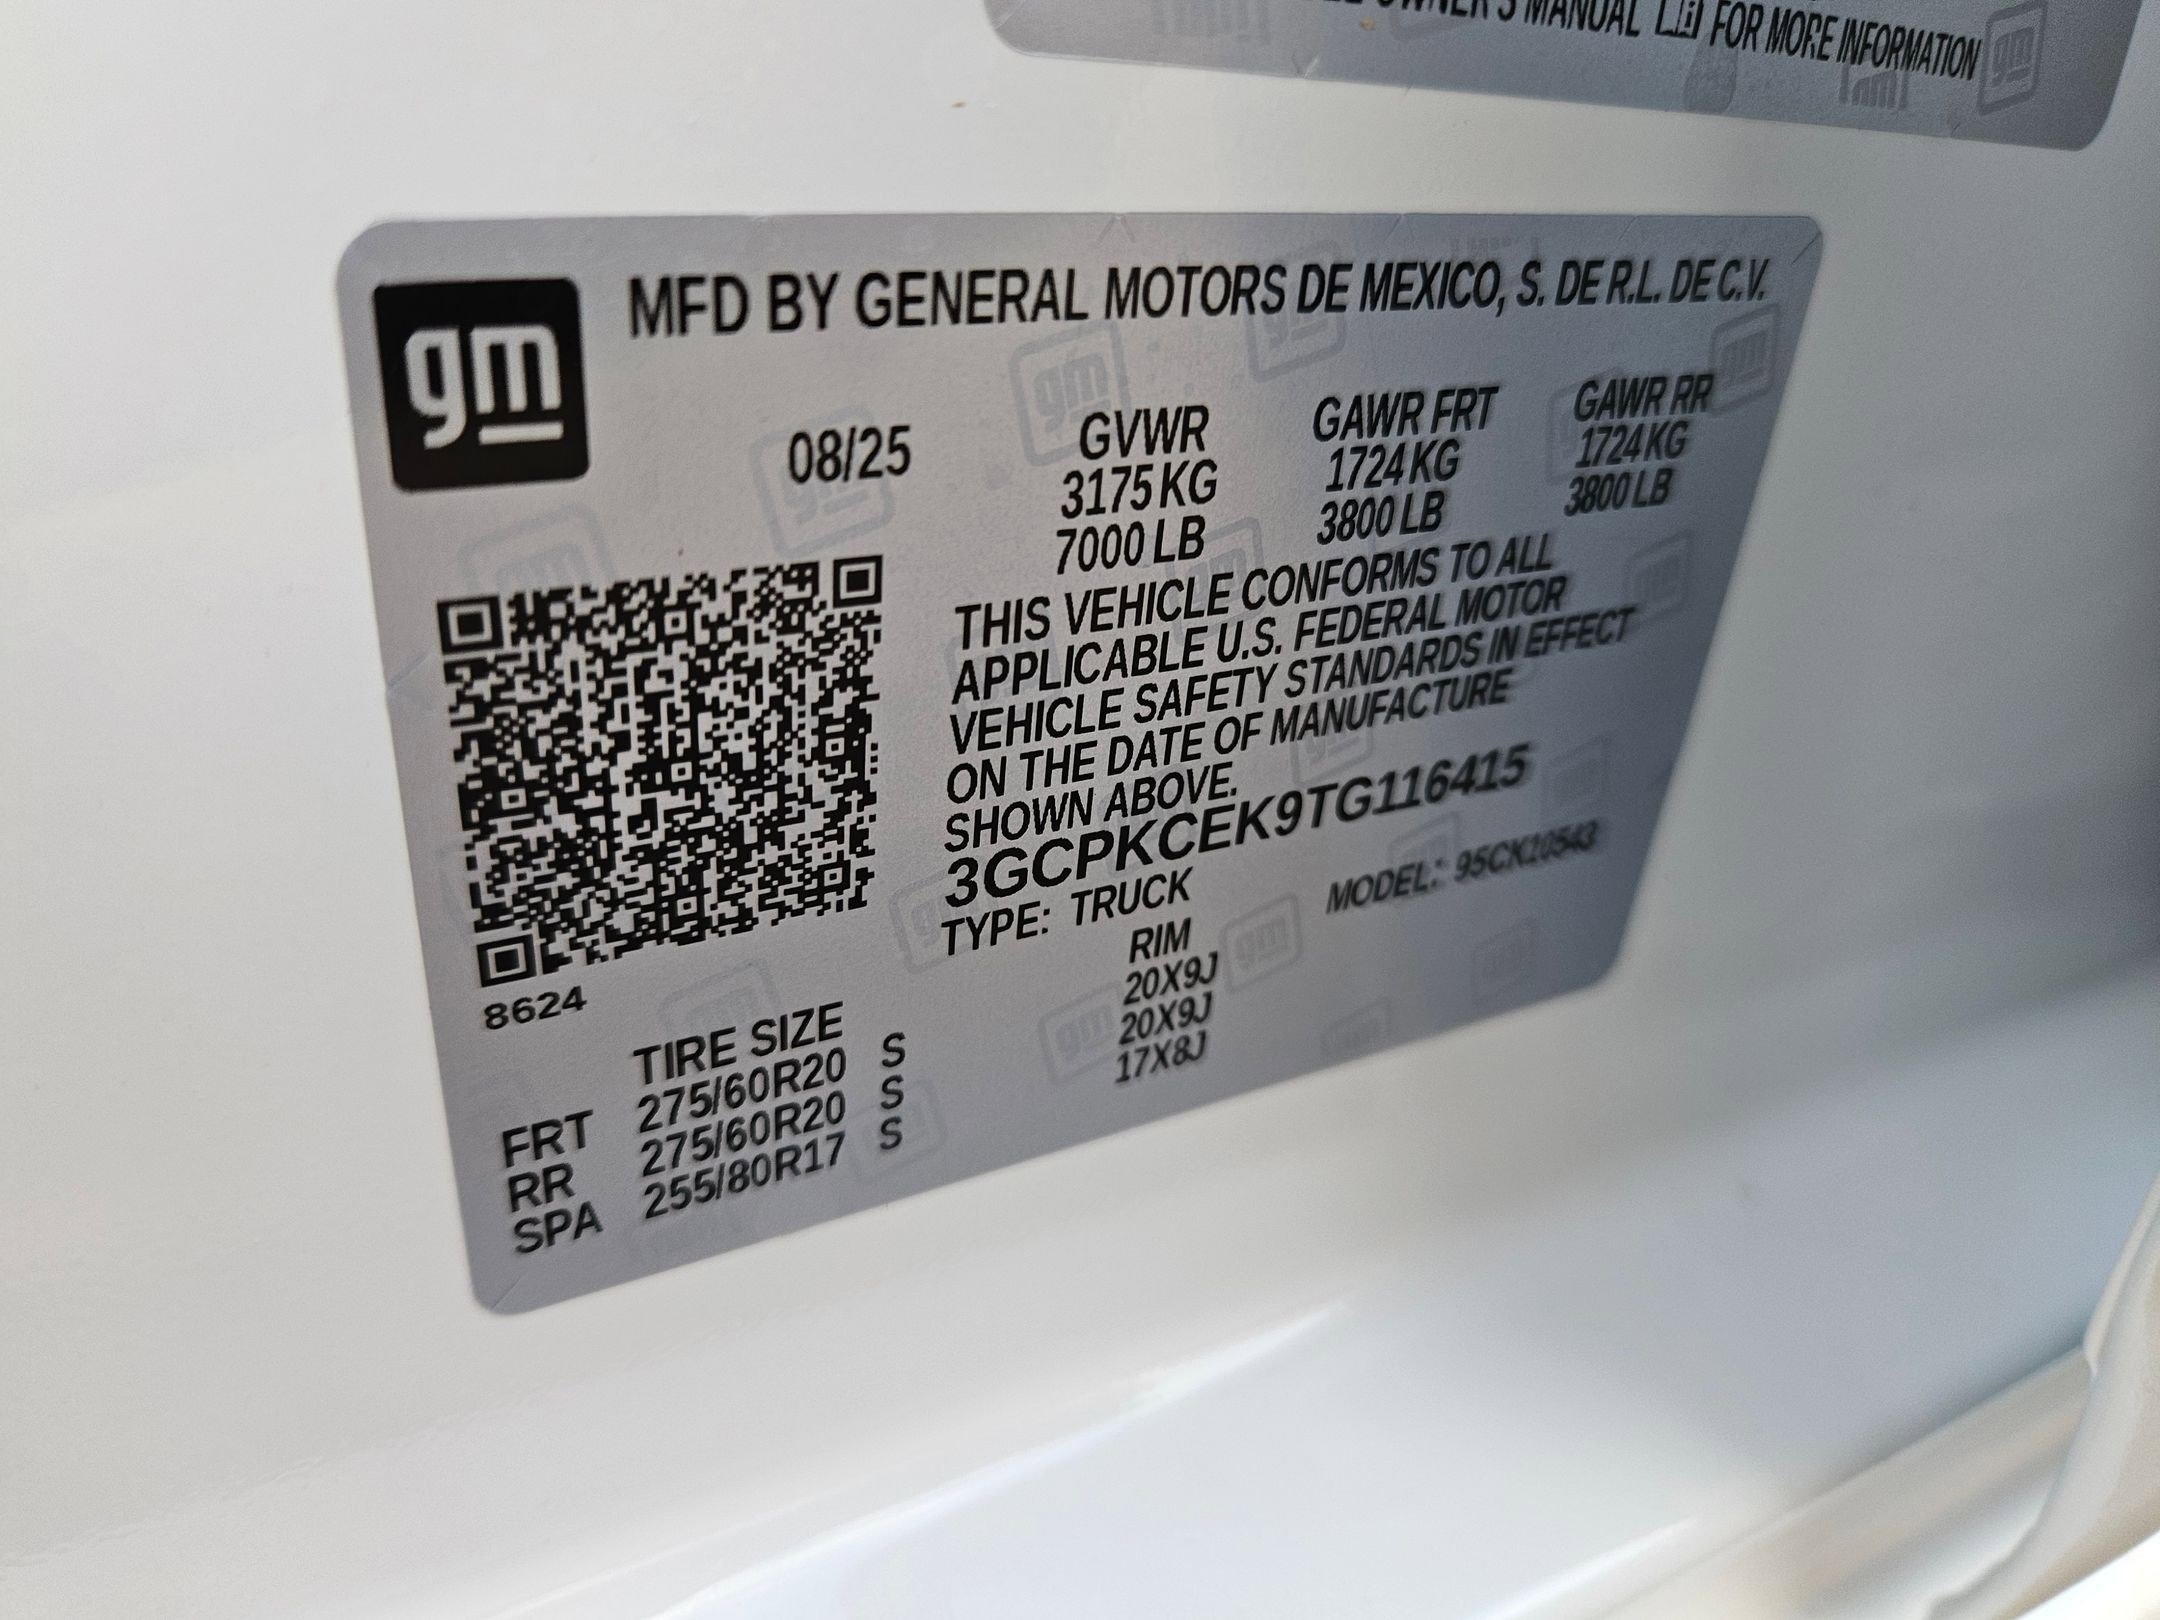 OWNER'S MANUAL FOR MORE INFORMATION
gm
MFD BY GENERAL MOTORS DE MEXICO, S. DE R.L. DE C.V.
08/25
GVWR
3175 KG
7000 LB
GAWR FRT
1724 KG
3800 LB
GAWR RR
1724 KG
3800 LB
THIS VEHICLE CONFORMS TO ALL
APPLICABLE U.S. FEDERAL MOTOR
VEHICLE SAFETY STANDARDS IN EFFECT
ON THE DATE OF MANUFACTURE
SHOWN ABOVE.
3GCPKCEK9TG116415
TYPE: TRUCK MODEL: 95CK10543
8624
TIRE SIZE RIM
FRT 275/60R20 S 20X9J
RR 275/60R20 S 20X9J
SPA 255/80R17 S 17X8J